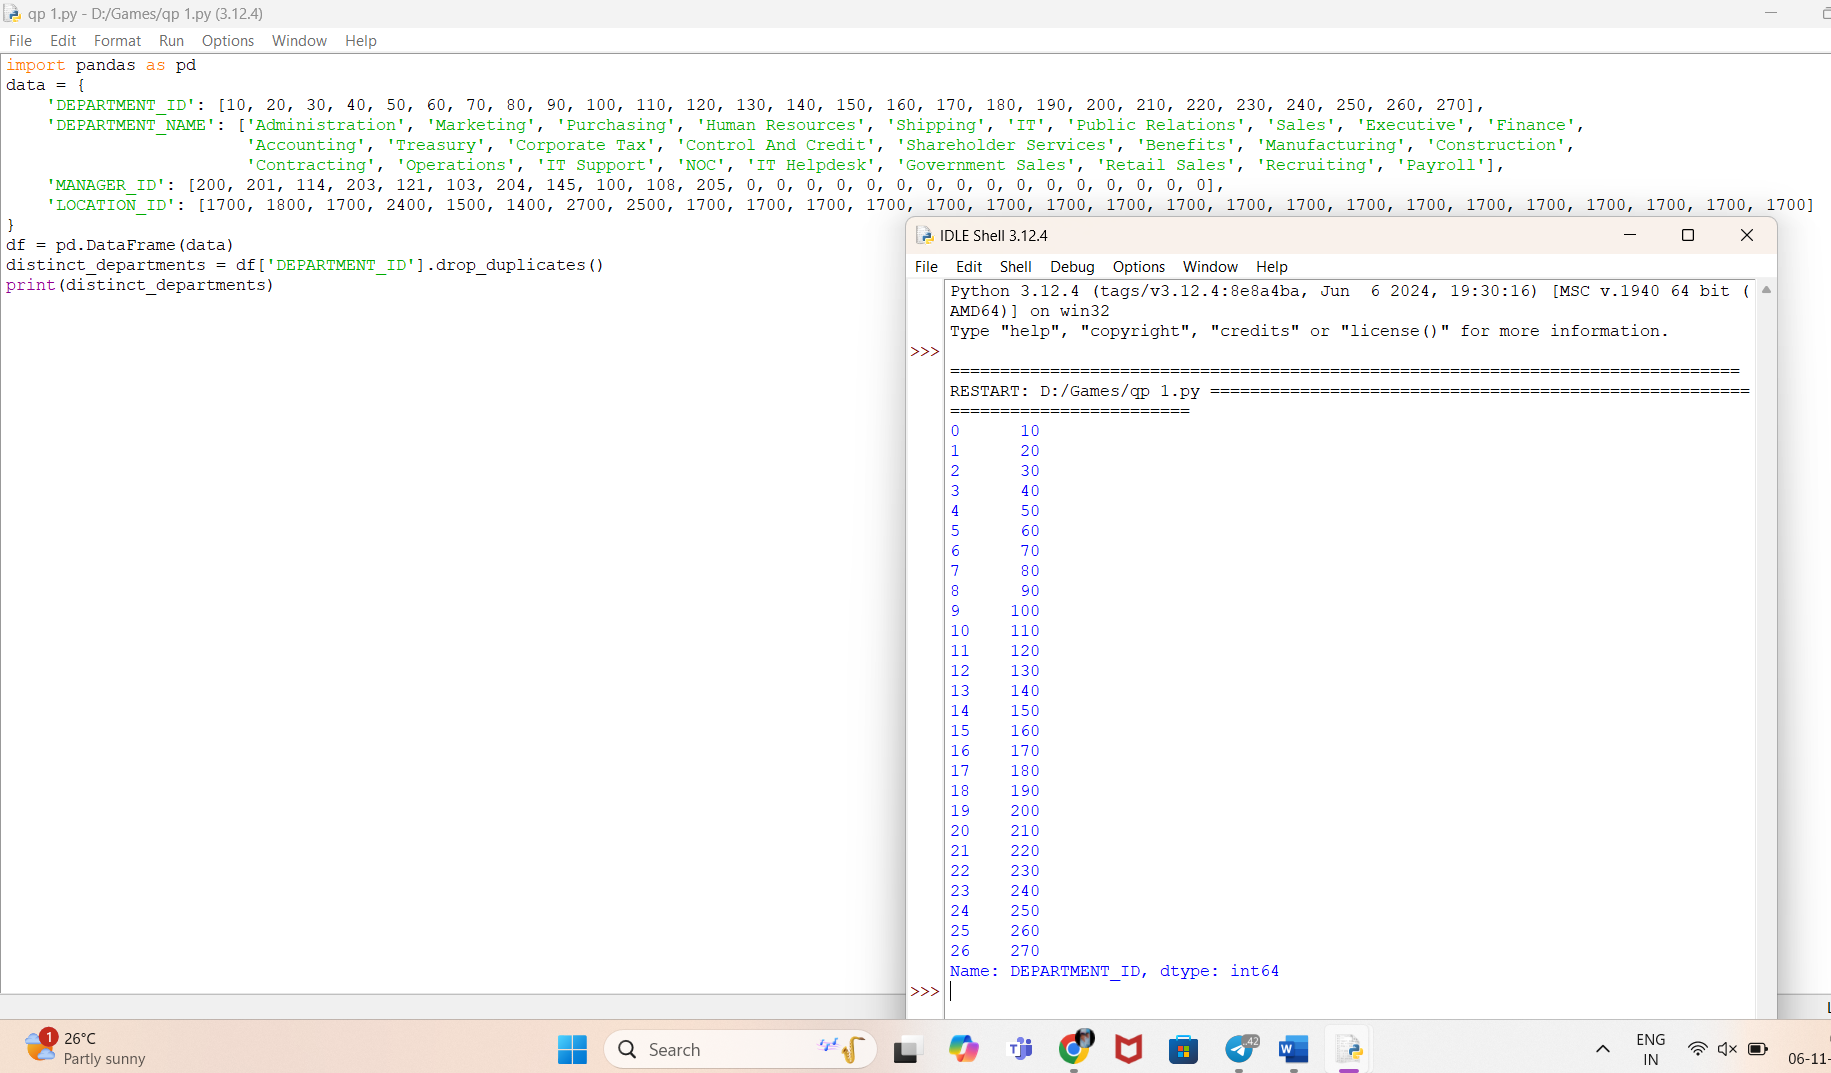 qp 1.py - D:/Games/qp 1.py (3.12.4)
File Edit Format Run Options Window Help
import pandas as pd
data = {
    'DEPARTMENT_ID': [10, 20, 30, 40, 50, 60, 70, 80, 90, 100, 110, 120, 130, 140, 150, 160, 170, 180, 190, 200, 210, 220, 230, 240, 250, 260, 270],
    'DEPARTMENT_NAME': ['Administration', 'Marketing', 'Purchasing', 'Human Resources', 'Shipping', 'IT', 'Public Relations', 'Sales', 'Executive', 'Finance',
                        'Accounting', 'Treasury', 'Corporate Tax', 'Control And Credit', 'Shareholder Services', 'Benefits', 'Manufacturing', 'Construction',
                        'Contracting', 'Operations', 'IT Support', 'NOC', 'IT Helpdesk', 'Government Sales', 'Retail Sales', 'Recruiting', 'Payroll'],
    'MANAGER_ID': [200, 201, 114, 203, 121, 103, 204, 145, 100, 108, 205, 0, 0, 0, 0, 0, 0, 0, 0, 0, 0, 0, 0, 0, 0, 0, 0],
    'LOCATION_ID': [1700, 1800, 1700, 2400, 1500, 1400, 2700, 2500, 1700, 1700, 1700, 1700, 1700, 1700, 1700, 1700, 1700, 1700, 1700, 1700, 1700, 1700, 1700, 1700, 1700, 1700, 1700]
}
df = pd.DataFrame(data)
distinct_departments = df['DEPARTMENT_ID'].drop_duplicates()
print(distinct_departments)
IDLE Shell 3.12.4
File Edit Shell Debug Options Window Help
Python 3.12.4 (tags/v3.12.4:8e8a4ba, Jun  6 2024, 19:30:16) [MSC v.1940 64 bit (
AMD64)] on win32
Type "help", "copyright", "credits" or "license()" for more information.
>>>
===============================================================================
RESTART: D:/Games/qp 1.py ======================================================
========================
0      10
1      20
2      30
3      40
4      50
5      60
6      70
7      80
8      90
9     100
10    110
11    120
12    130
13    140
14    150
15    160
16    170
17    180
18    190
19    200
20    210
21    220
22    230
23    240
24    250
25    260
26    270
Name: DEPARTMENT_ID, dtype: int64
>>>
1
26°C
Partly sunny
Search
42
ENG
IN
06-11-